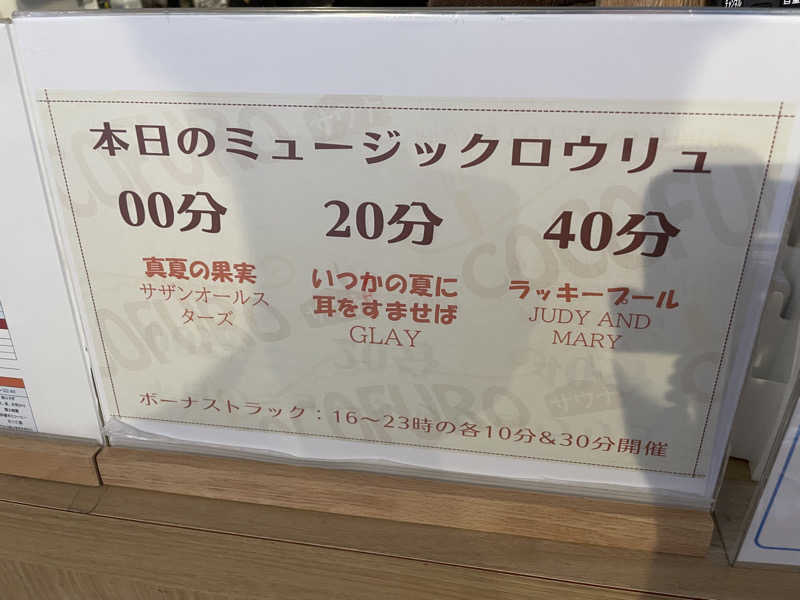 本日のミュージックロウリュ
00分 20分 40分
真夏の果実
サザンオールス
ターズ
いつかの夏に
耳をすませば
GLAY
ラッキープール
JUDY AND
MARY
ボーナストラック：16〜23時の各10分&30分開催